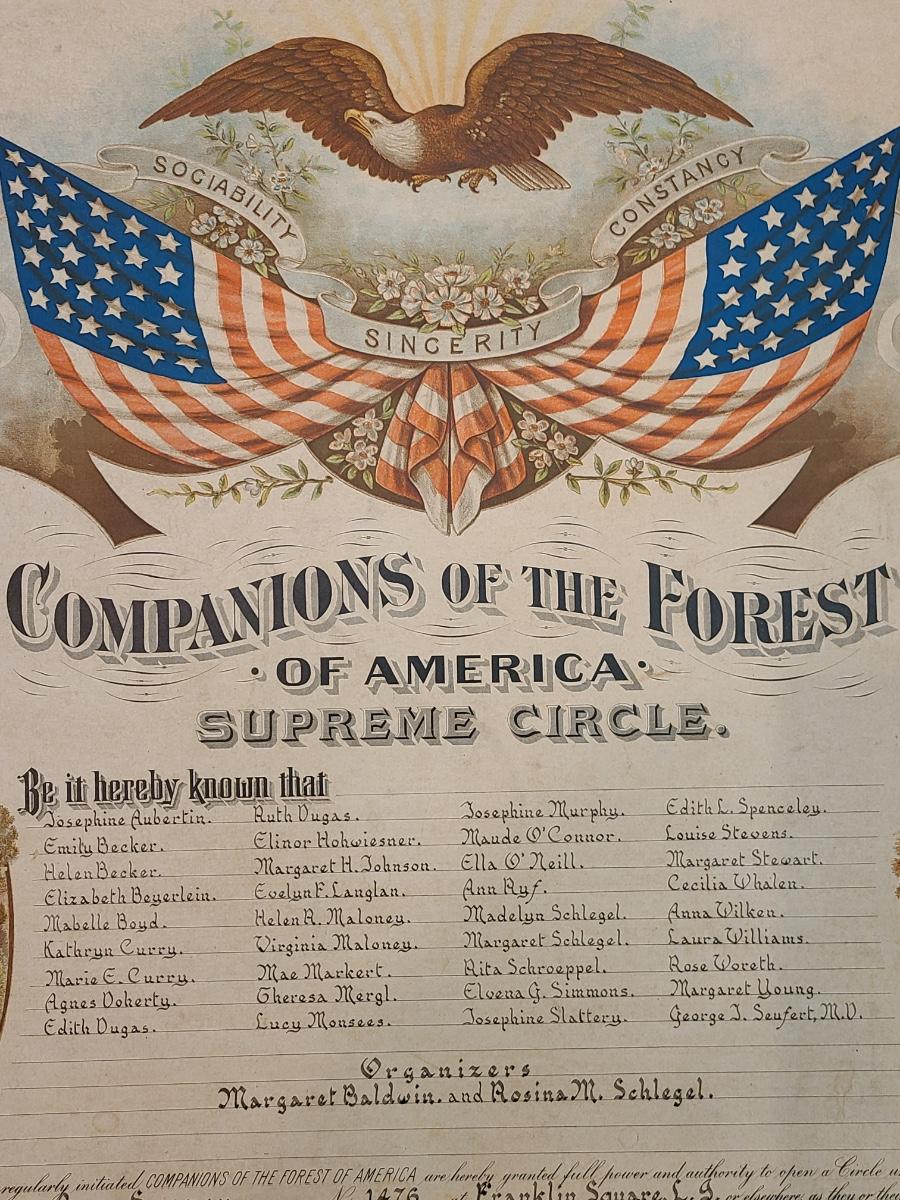 SOCIABILITY
CONSTANCY
SINCERITY
COMPANIONS OF THE FOREST
· OF AMERICA ·
SUPREME CIRCLE.
Be it hereby known that
Josephine Aubertin. Ruth Dugas. Josephine Murphy. Edith L. Spenceley.
Emily Becker. Elinor Hohwiesner. Maude O'Connor. Louise Stevens.
Helen Becker. Margaret H. Johnson. Ella O'Neill. Margaret Stewart.
Elizabeth Beyerlein. Evelyn F. Langlan. Ann Ryf. Cecilia Whalen.
Mabelle Boyd. Helen R. Maloney. Madelyn Schlegel. Anna Wilken.
Kathryn Curry. Virginia Maloney. Margaret Schlegel. Laura Williams.
Marie E. Curry. Mae Markert. Rita Schroeppel. Rose Woreth.
Agnes Doherty. Theresa Mergl. Elvena G. Simmons. Margaret Young.
Edith Dugas. Lucy Monsees. Josephine Slattery. George J. Seufert, M.D.
Organizers
Margaret Baldwin. and Rosina M. Schlegel.
regularly initiated COMPANIONS OF THE FOREST OF AMERICA are hereby granted full power and authority to open a Circle
No. 1476 at Franklin Square, L. I. or elsewhere as they or